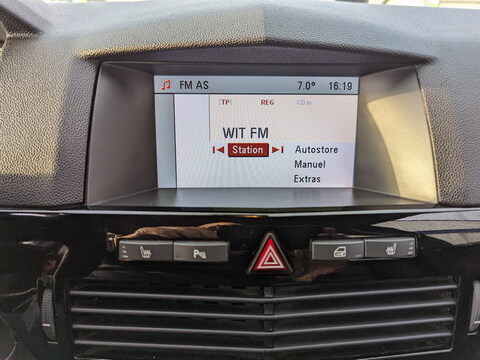 FM AS 7.0° 16:19
[TP] REG CD in
WIT FM
Station Autostore
Manuel
Extras